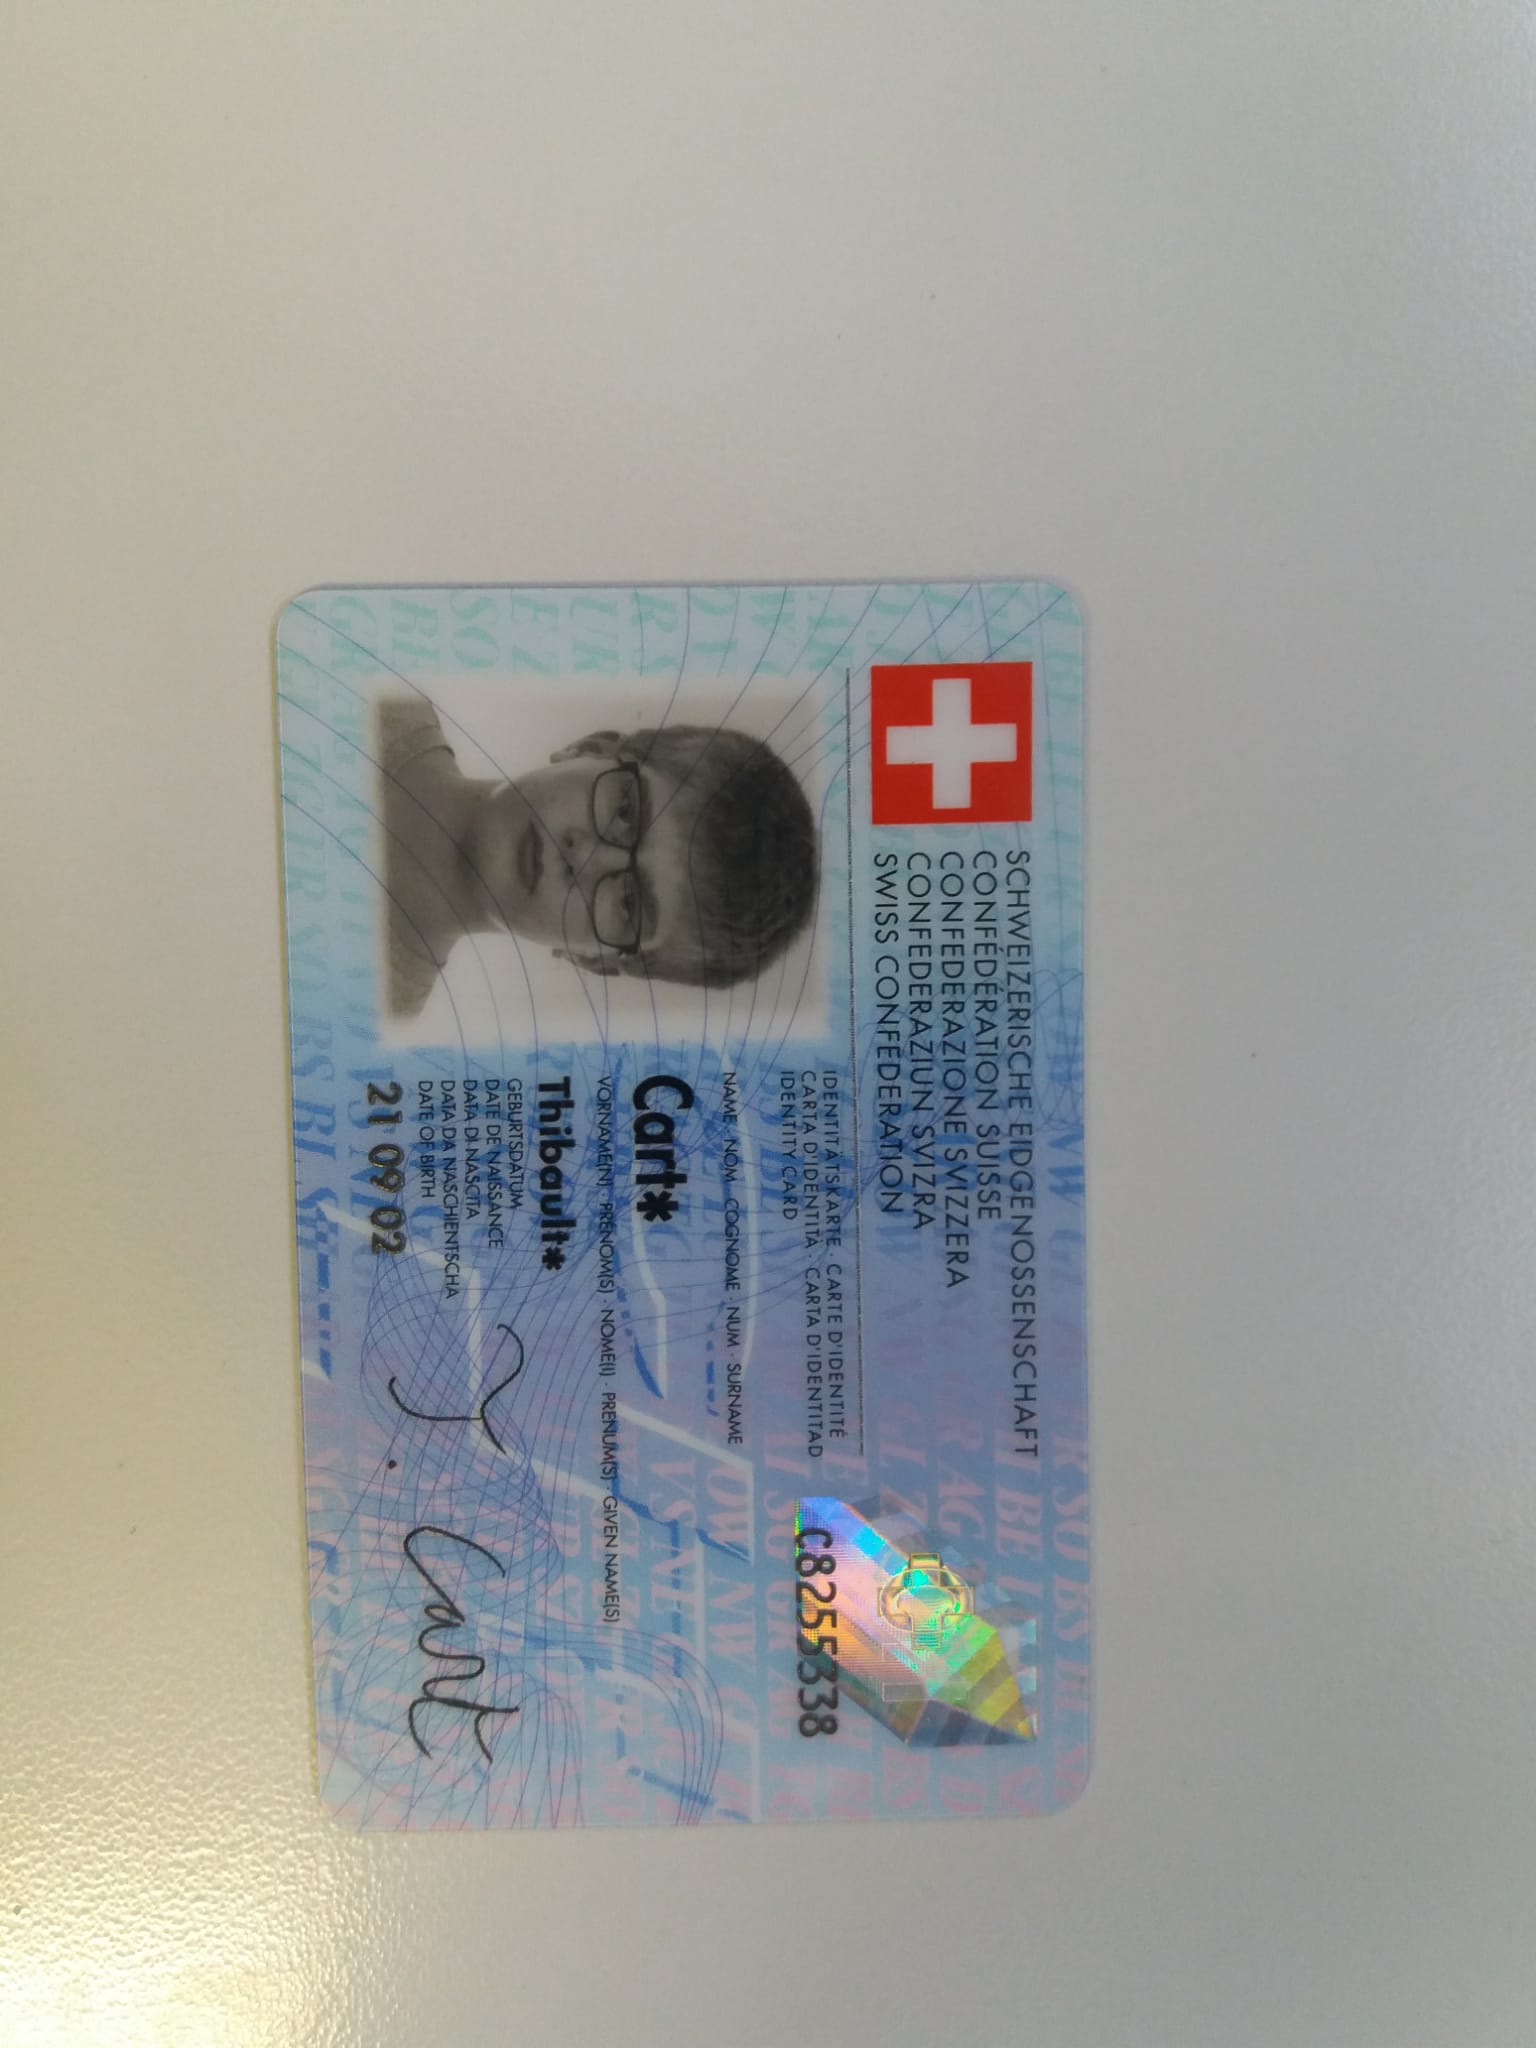 SCHWEIZERISCHE EIDGENOSSENSCHAFT
CONFÉDÉRATION SUISSE
CONFEDERAZIONE SVIZZERA
CONFEDERAZIUN SVIZRA
SWISS CONFEDERATION
IDENTITÄTSKARTE · CARTE D'IDENTITÉ
CARTA D'IDENTITÀ · CARTA D'IDENTITAD
IDENTITY CARD
C8255338
NAME · NOM · COGNOME · NUM · SURNAME
Cart*
VORNAME(N) · PRÉNOM(S) · NOME(I) · PRENUM(S) · GIVEN NAME(S)
Thibault*
GEBURTSDATUM
DATE DE NAISSANCE
DATA DI NASCITA
DATA DA NASCHIENTSCHA
DATE OF BIRTH
21 09 02
T. Cart